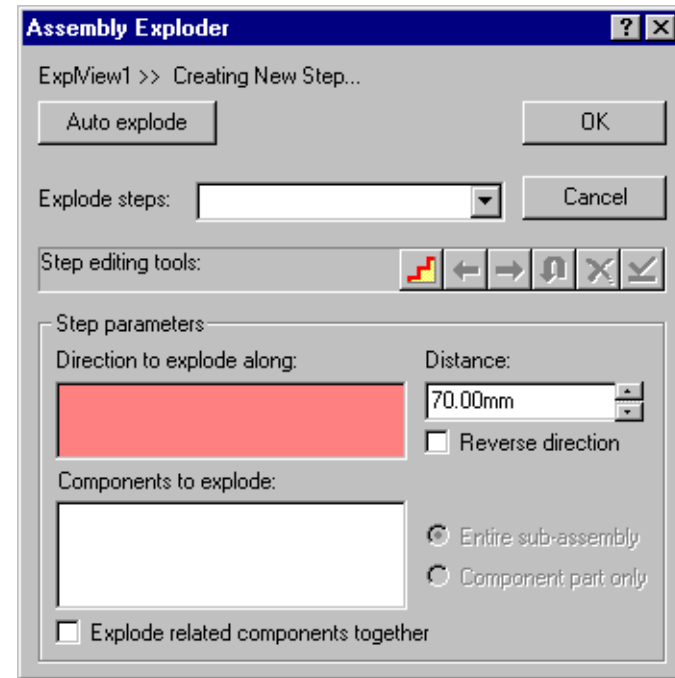 Assembly Exploder
ExplView1 >> Creating New Step...
Auto explode
OK
Explode steps:
Cancel
Step editing tools:
Step parameters
Direction to explode along:
Distance:
70.00mm
Reverse direction
Components to explode:
Entire sub-assembly
Component part only
Explode related components together